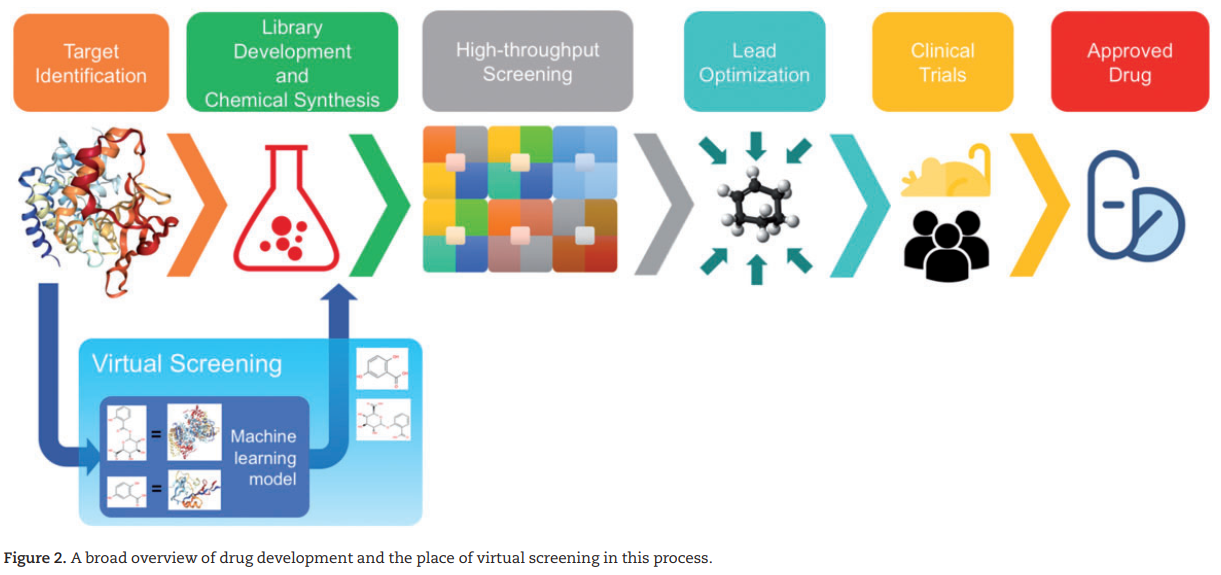 Target
Identification
Library
Development
and
Chemical Synthesis
High-throughput
Screening
Lead
Optimization
Clinical
Trials
Approved
Drug
Virtual Screening
=
=
Machine
learning
model
Figure 2. A broad overview of drug development and the place of virtual screening in this process.